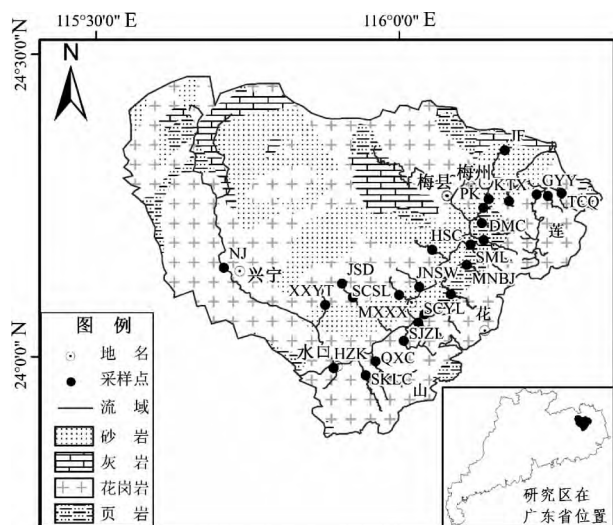 115°30′0″ E
116°0′0″ E
24°30′0″ N
24°0′0″ N
N
JF
梅州
梅县
PK
KTX
GYY
TCQ
DMC
莲
HSC
SML
MNBJ
NJ
兴宁
JSD
JNSW
XXYT
SCSL
MXXX
SCYL
花
SJZL
水口
HZK
QXC
SKLC
山
图 例
地 名
采样点
流 域
砂 岩
灰 岩
花岗岩
页 岩
研究区在
广东省位置